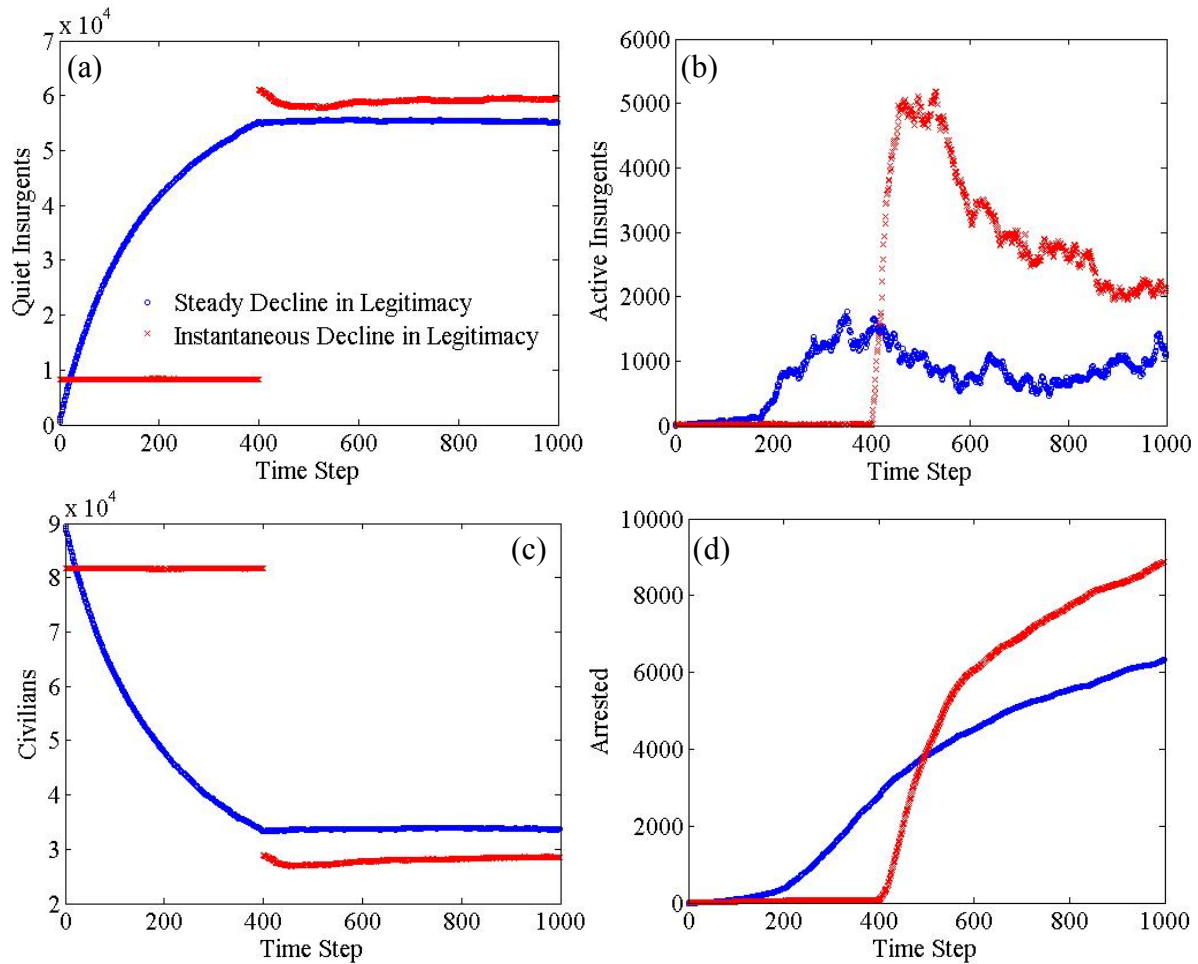 x 10^4
(a)
7
6
5
4
3
2
1
0
Quiet Insurgents
Steady Decline in Legitimacy
Instantaneous Decline in Legitimacy
0 200 400 600 800 1000
Time Step
(b)
6000
5000
4000
3000
2000
1000
0
Active Insurgents
0 200 400 600 800 1000
Time Step
x 10^4
(c)
9
8
7
6
5
4
3
2
Civilians
0 200 400 600 800 1000
Time Step
(d)
10000
8000
6000
4000
2000
0
Arrested
0 200 400 600 800 1000
Time Step